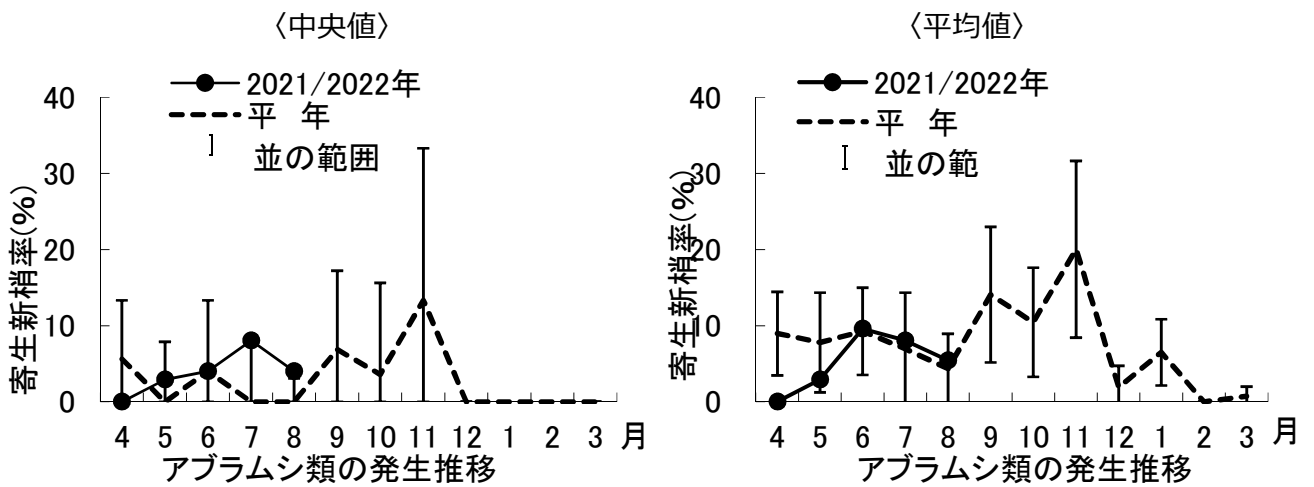 〈中央値〉
2021/2022年
平 年
並の範囲
40
30
20
10
0
寄生新梢率(%)
4 5 6 7 8 9 10 11 12 1 2 3 月
アブラムシ類の発生推移
〈平均値〉
2021/2022年
平 年
並の範
40
30
20
10
0
寄生新梢率(%)
4 5 6 7 8 9 10 11 12 1 2 3 月
アブラムシ類の発生推移